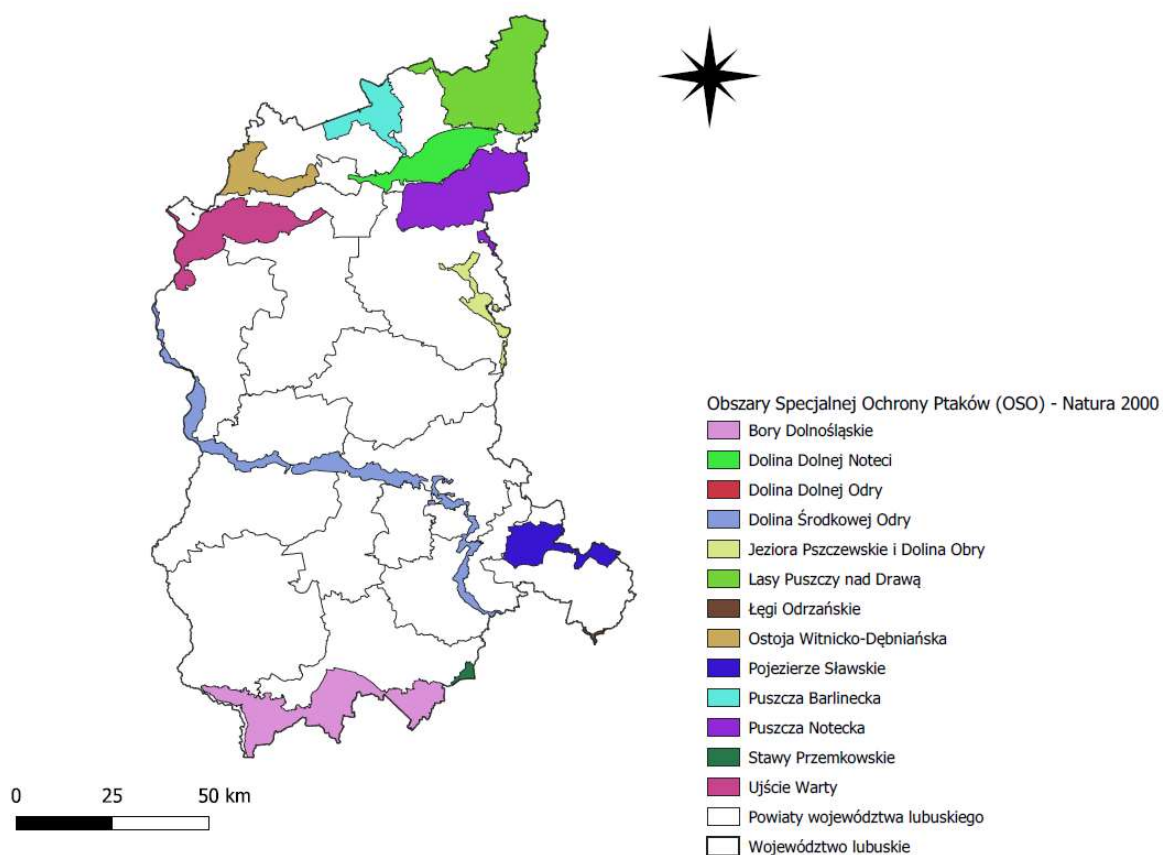 Obszary Specjalnej Ochrony Ptaków (OSO) - Natura 2000
Bory Dolnośląskie
Dolina Dolnej Noteci
Dolina Dolnej Odry
Dolina Środkowej Odry
Jeziora Pszczewskie i Dolina Obry
Lasy Puszczy nad Drawą
Łęgi Odrzańskie
Ostoja Witnicko-Dębniańska
Pojezierze Sławskie
Puszcza Barlinecka
Puszcza Notecka
Stawy Przemkowskie
Ujście Warty
Powiaty województwa lubuskiego
Województwo lubuskie
0 25 50 km